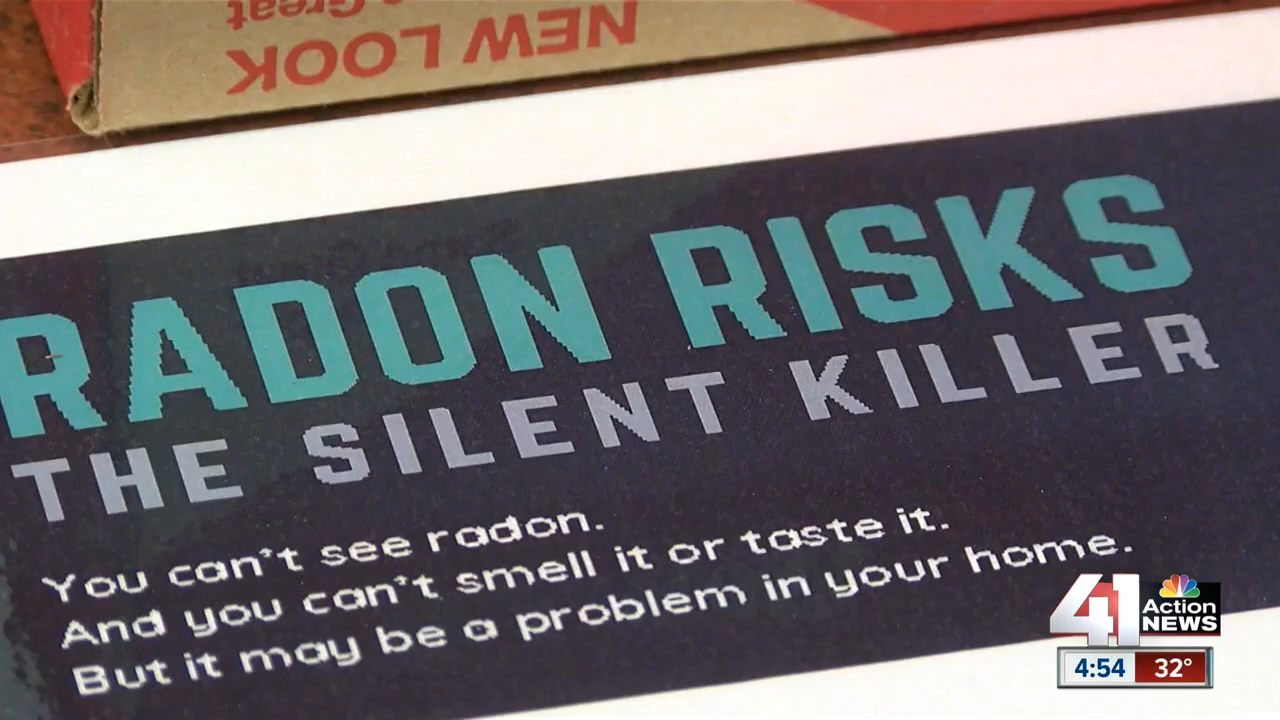 Great
NEW LOOK
RADON RISKS
THE SILENT KILLER
You can't see radon.
And you can't smell it or taste it.
But it may be a problem in your home.
41 Action NEWS
4:54 32°